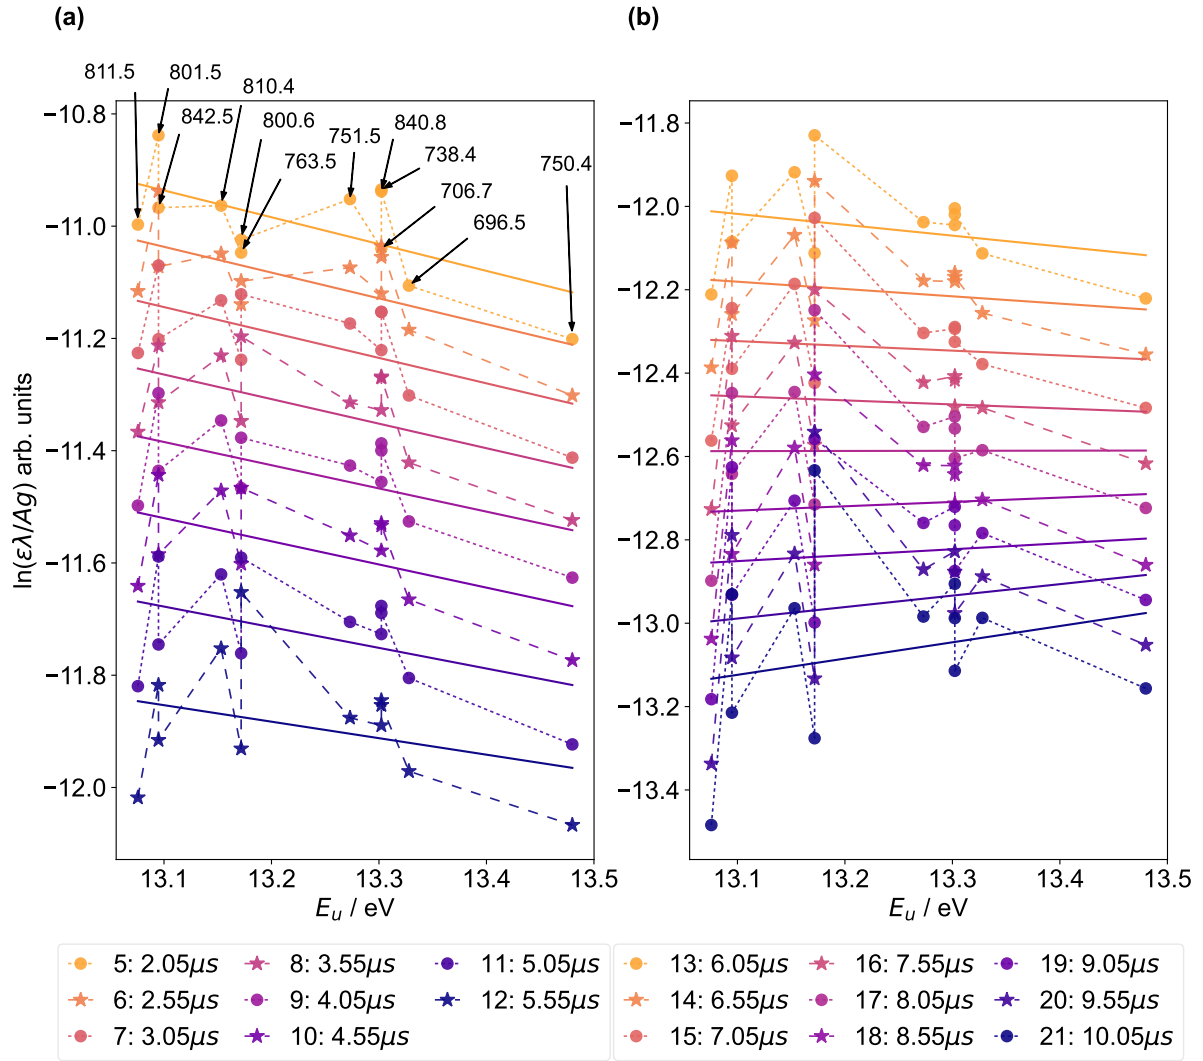 (a)
(b)
811.5
801.5
810.4
842.5
800.6
763.5
751.5
840.8
738.4
706.7
696.5
750.4
ln(ελ/Ag) arb. units
−10.8
−11.0
−11.2
−11.4
−11.6
−11.8
−12.0
13.1 13.2 13.3 13.4 13.5
E_u / eV
−11.8
−12.0
−12.2
−12.4
−12.6
−12.8
−13.0
−13.2
−13.4
13.1 13.2 13.3 13.4 13.5
E_u / eV
5: 2.05μs
6: 2.55μs
7: 3.05μs
8: 3.55μs
9: 4.05μs
10: 4.55μs
11: 5.05μs
12: 5.55μs
13: 6.05μs
14: 6.55μs
15: 7.05μs
16: 7.55μs
17: 8.05μs
18: 8.55μs
19: 9.05μs
20: 9.55μs
21: 10.05μs